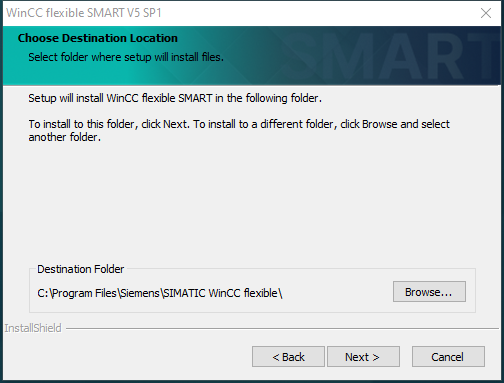 WinCC flexible SMART V5 SP1
Choose Destination Location
Select folder where setup will install files.
SMART
Setup will install WinCC flexible SMART in the following folder.
To install to this folder, click Next. To install to a different folder, click Browse and select
another folder.
Destination Folder
C:\Program Files\Siemens\SIMATIC WinCC flexible\
Browse...
InstallShield
< Back
Next >
Cancel